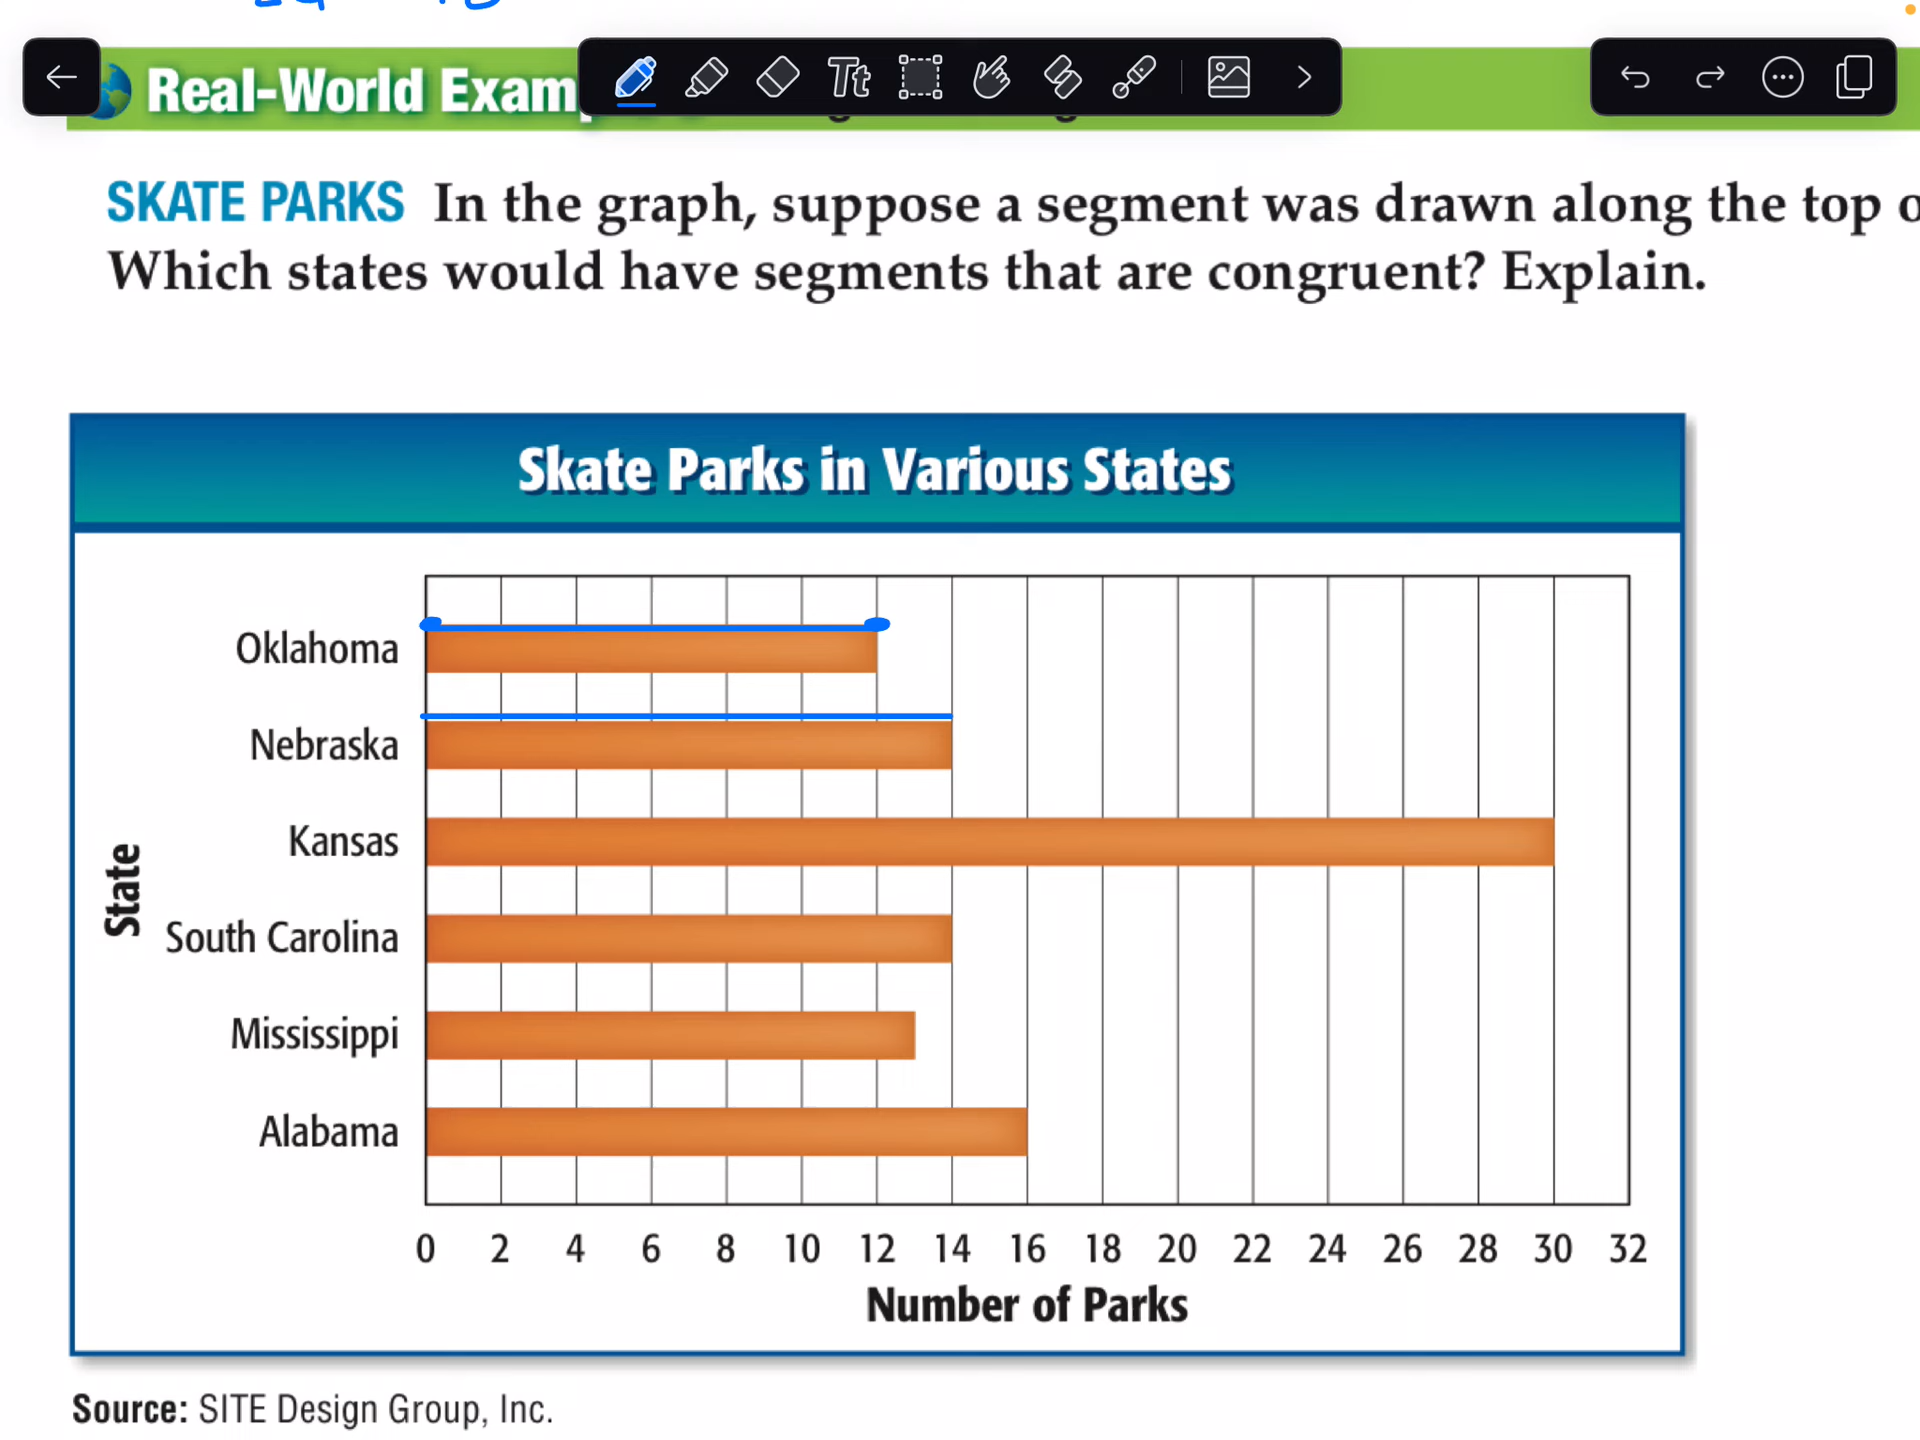 Real-World Exam
Tt
SKATE PARKS In the graph, suppose a segment was drawn along the top
Which states would have segments that are congruent? Explain.
Skate Parks in Various States
Oklahoma
Nebraska
Kansas
South Carolina
Mississippi
Alabama
State
0 2 4 6 8 10 12 14 16 18 20 22 24 26 28 30 32
Number of Parks
Source: SITE Design Group, Inc.